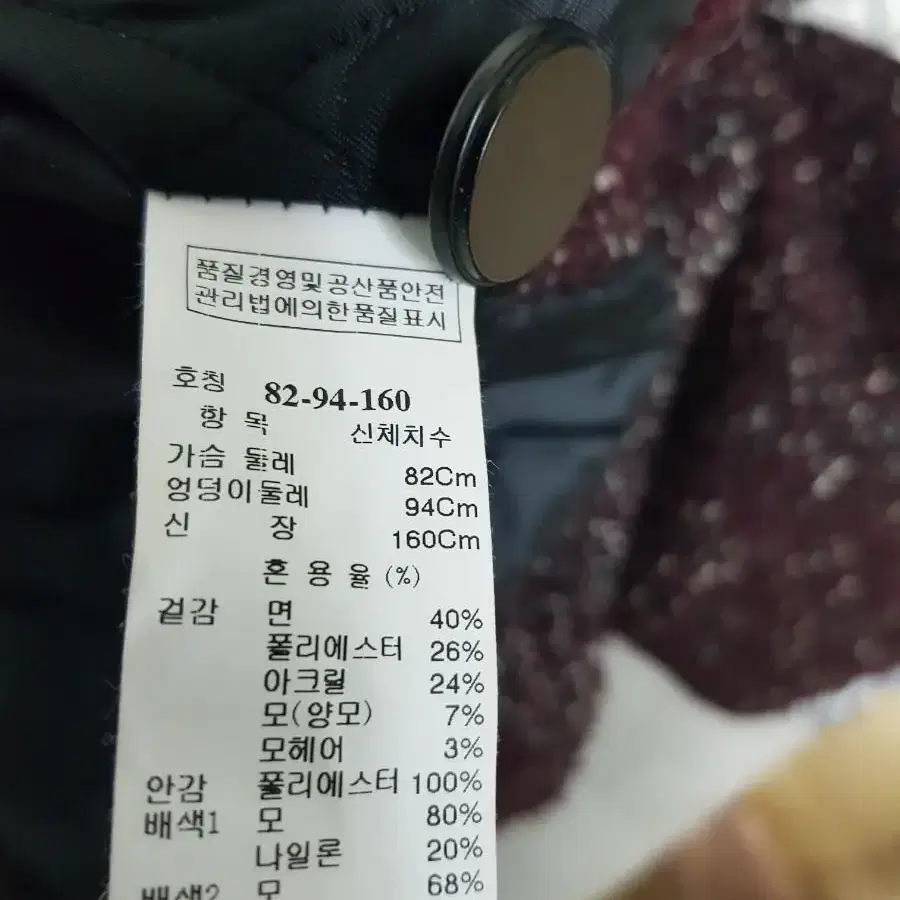 품질경영및공산품안전
관리법에의한품질표시
호칭 82-94-160
항 목 신체치수
가슴 둘레 82Cm
엉덩이둘레 94Cm
신 장 160Cm
혼 용 율 (%)
겉감 면 40%
폴리에스터 26%
아크릴 24%
모(양모) 7%
모헤어 3%
안감 폴리에스터 100%
배색1 모 80%
나일론 20%
배색2 모 68%